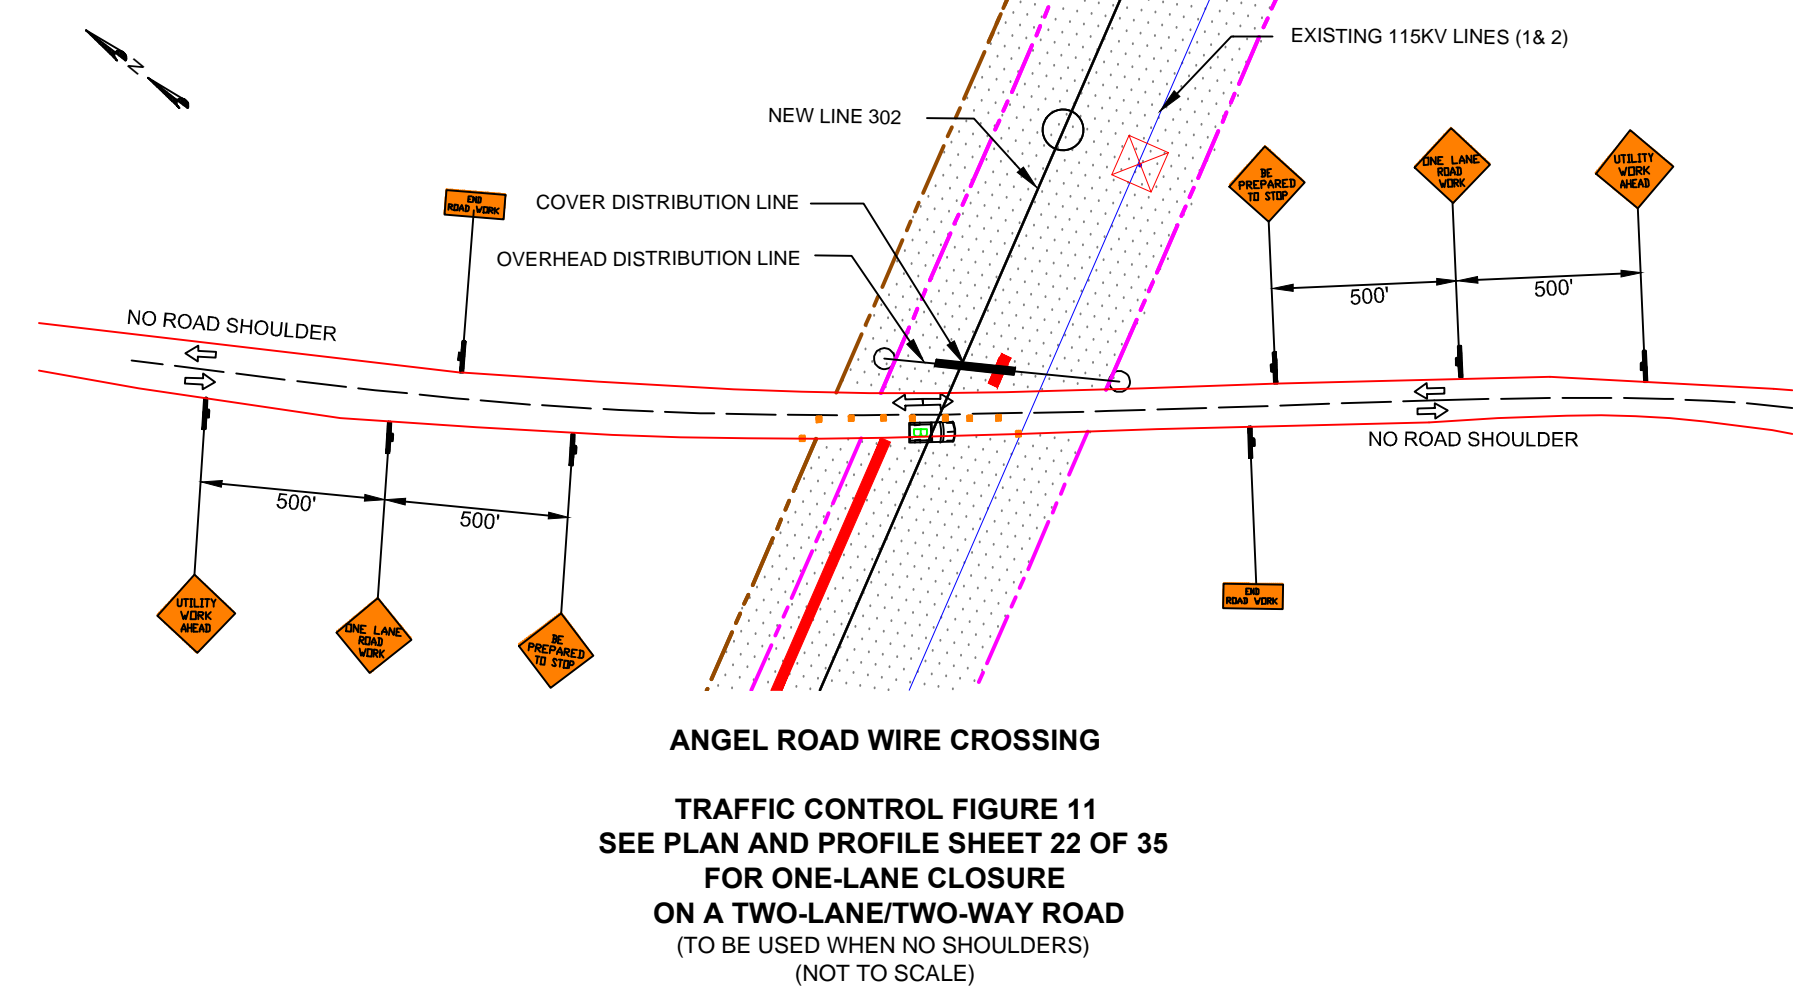 N
EXISTING 115KV LINES (1& 2)
NEW LINE 302
COVER DISTRIBUTION LINE
OVERHEAD DISTRIBUTION LINE
END
ROAD WORK
BE
PREPARED
TO STOP
ONE LANE
ROAD
WORK
UTILITY
WORK
AHEAD
500'
500'
NO ROAD SHOULDER
NO ROAD SHOULDER
500'
500'
UTILITY
WORK
AHEAD
ONE LANE
ROAD
WORK
BE
PREPARED
TO STOP
END
ROAD WORK
ANGEL ROAD WIRE CROSSING
TRAFFIC CONTROL FIGURE 11
SEE PLAN AND PROFILE SHEET 22 OF 35
FOR ONE-LANE CLOSURE
ON A TWO-LANE/TWO-WAY ROAD
(TO BE USED WHEN NO SHOULDERS)
(NOT TO SCALE)